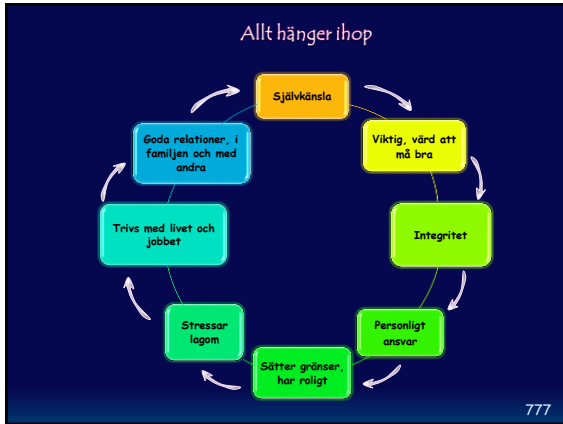 Allt hänger ihop
Självkänsla
Viktig, värd att
må bra
Integritet
Personligt
ansvar
Sätter gränser,
har roligt
Stressar
lagom
Trivs med livet och
jobbet
Goda relationer, i
familjen och med
andra
777